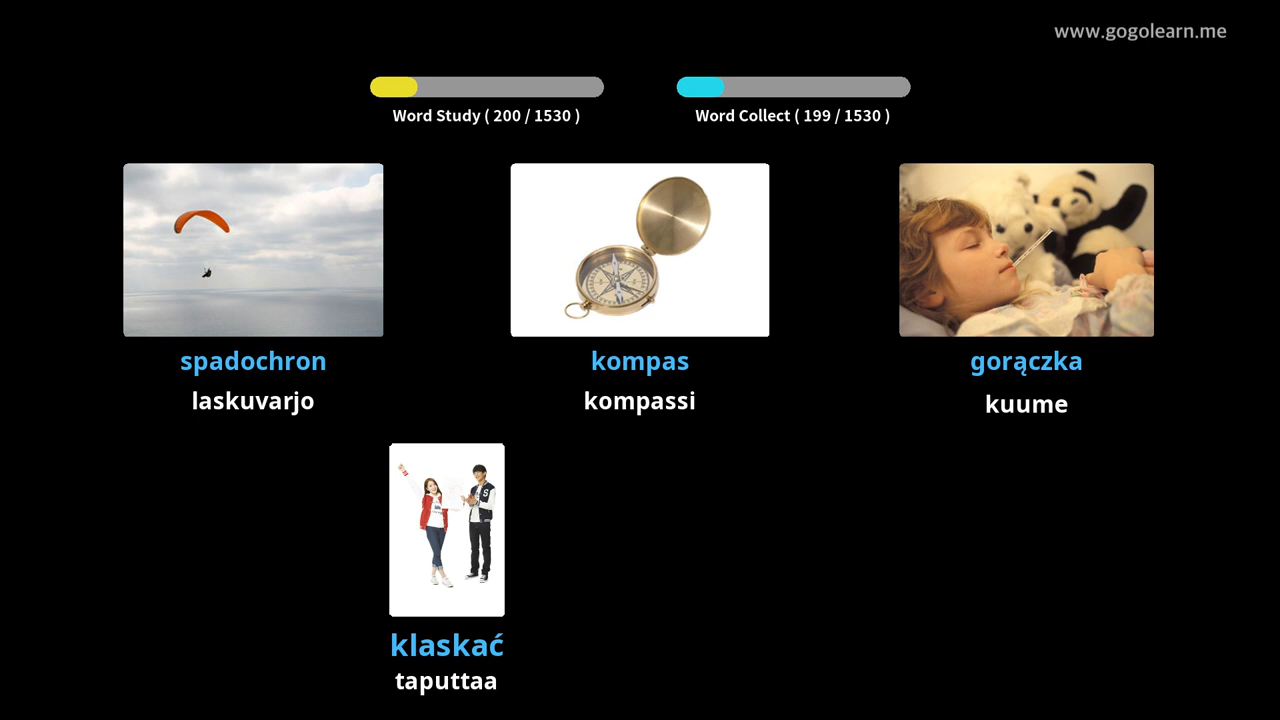 www.gogolearn.me
Word Study ( 200 / 1530 )
Word Collect ( 199 / 1530 )
spadochron
kompas
gorączka
laskuvarjo
kompassi
kuume
klaskać
taputtaa